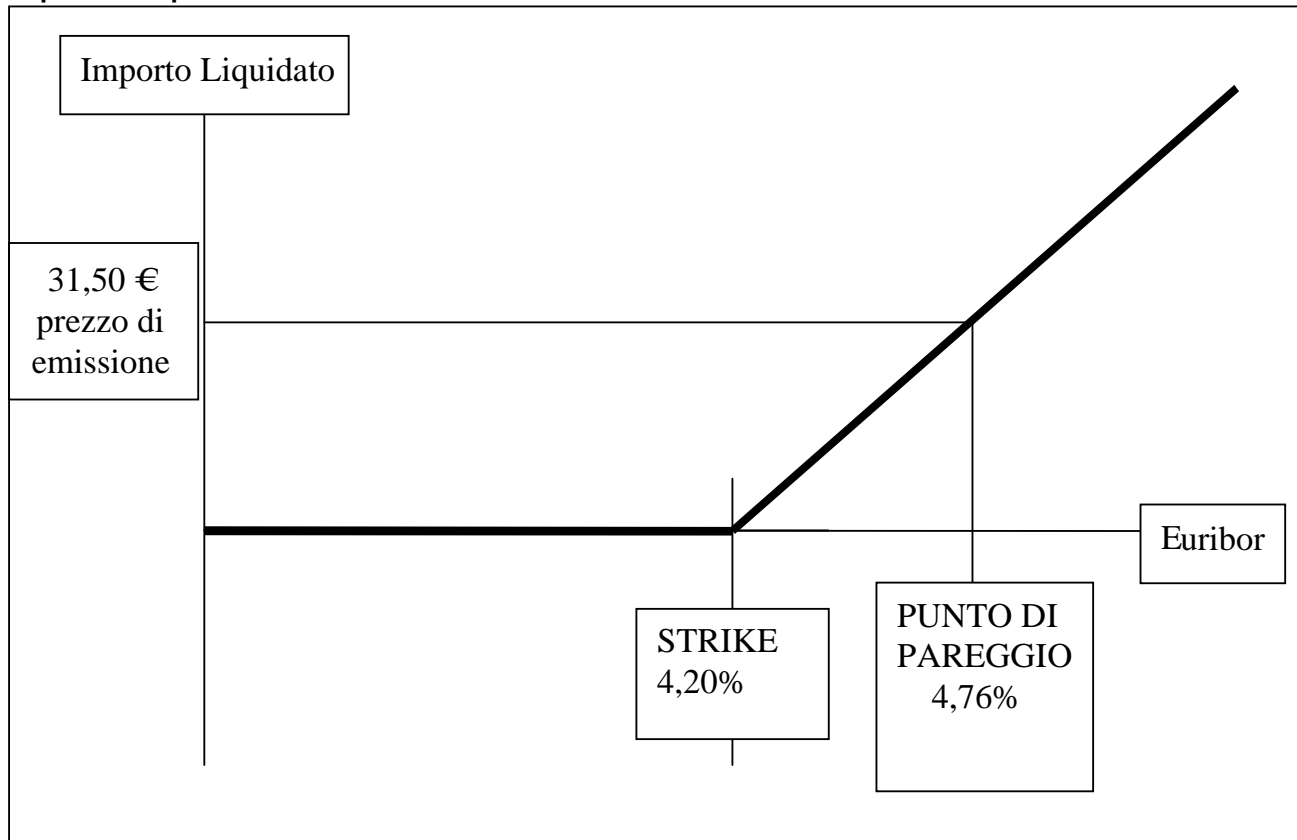 Importo Liquidato
31,50 €
prezzo di
emissione
Euribor
STRIKE
4,20%
PUNTO DI
PAREGGIO
4,76%